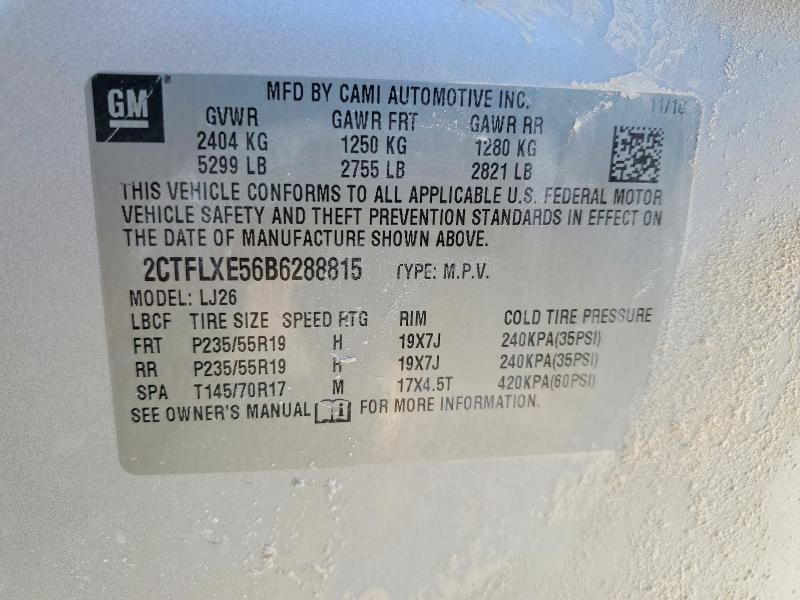 GM
MFD BY CAMI AUTOMOTIVE INC.
11/10
GVWR GAWR FRT GAWR RR
2404 KG 1250 KG 1280 KG
5299 LB 2755 LB 2821 LB
THIS VEHICLE CONFORMS TO ALL APPLICABLE U.S. FEDERAL MOTOR
VEHICLE SAFETY AND THEFT PREVENTION STANDARDS IN EFFECT ON
THE DATE OF MANUFACTURE SHOWN ABOVE.
2CTFLXE56B6288815 TYPE: M.P.V.
MODEL: LJ26
LBCF TIRE SIZE SPEED RTG RIM COLD TIRE PRESSURE
FRT P235/55R19 H 19X7J 240KPA(35PSI)
RR P235/55R19 H 19X7J 240KPA(35PSI)
SPA T145/70R17 M 17X4.5T 420KPA(60PSI)
SEE OWNER'S MANUAL FOR MORE INFORMATION.